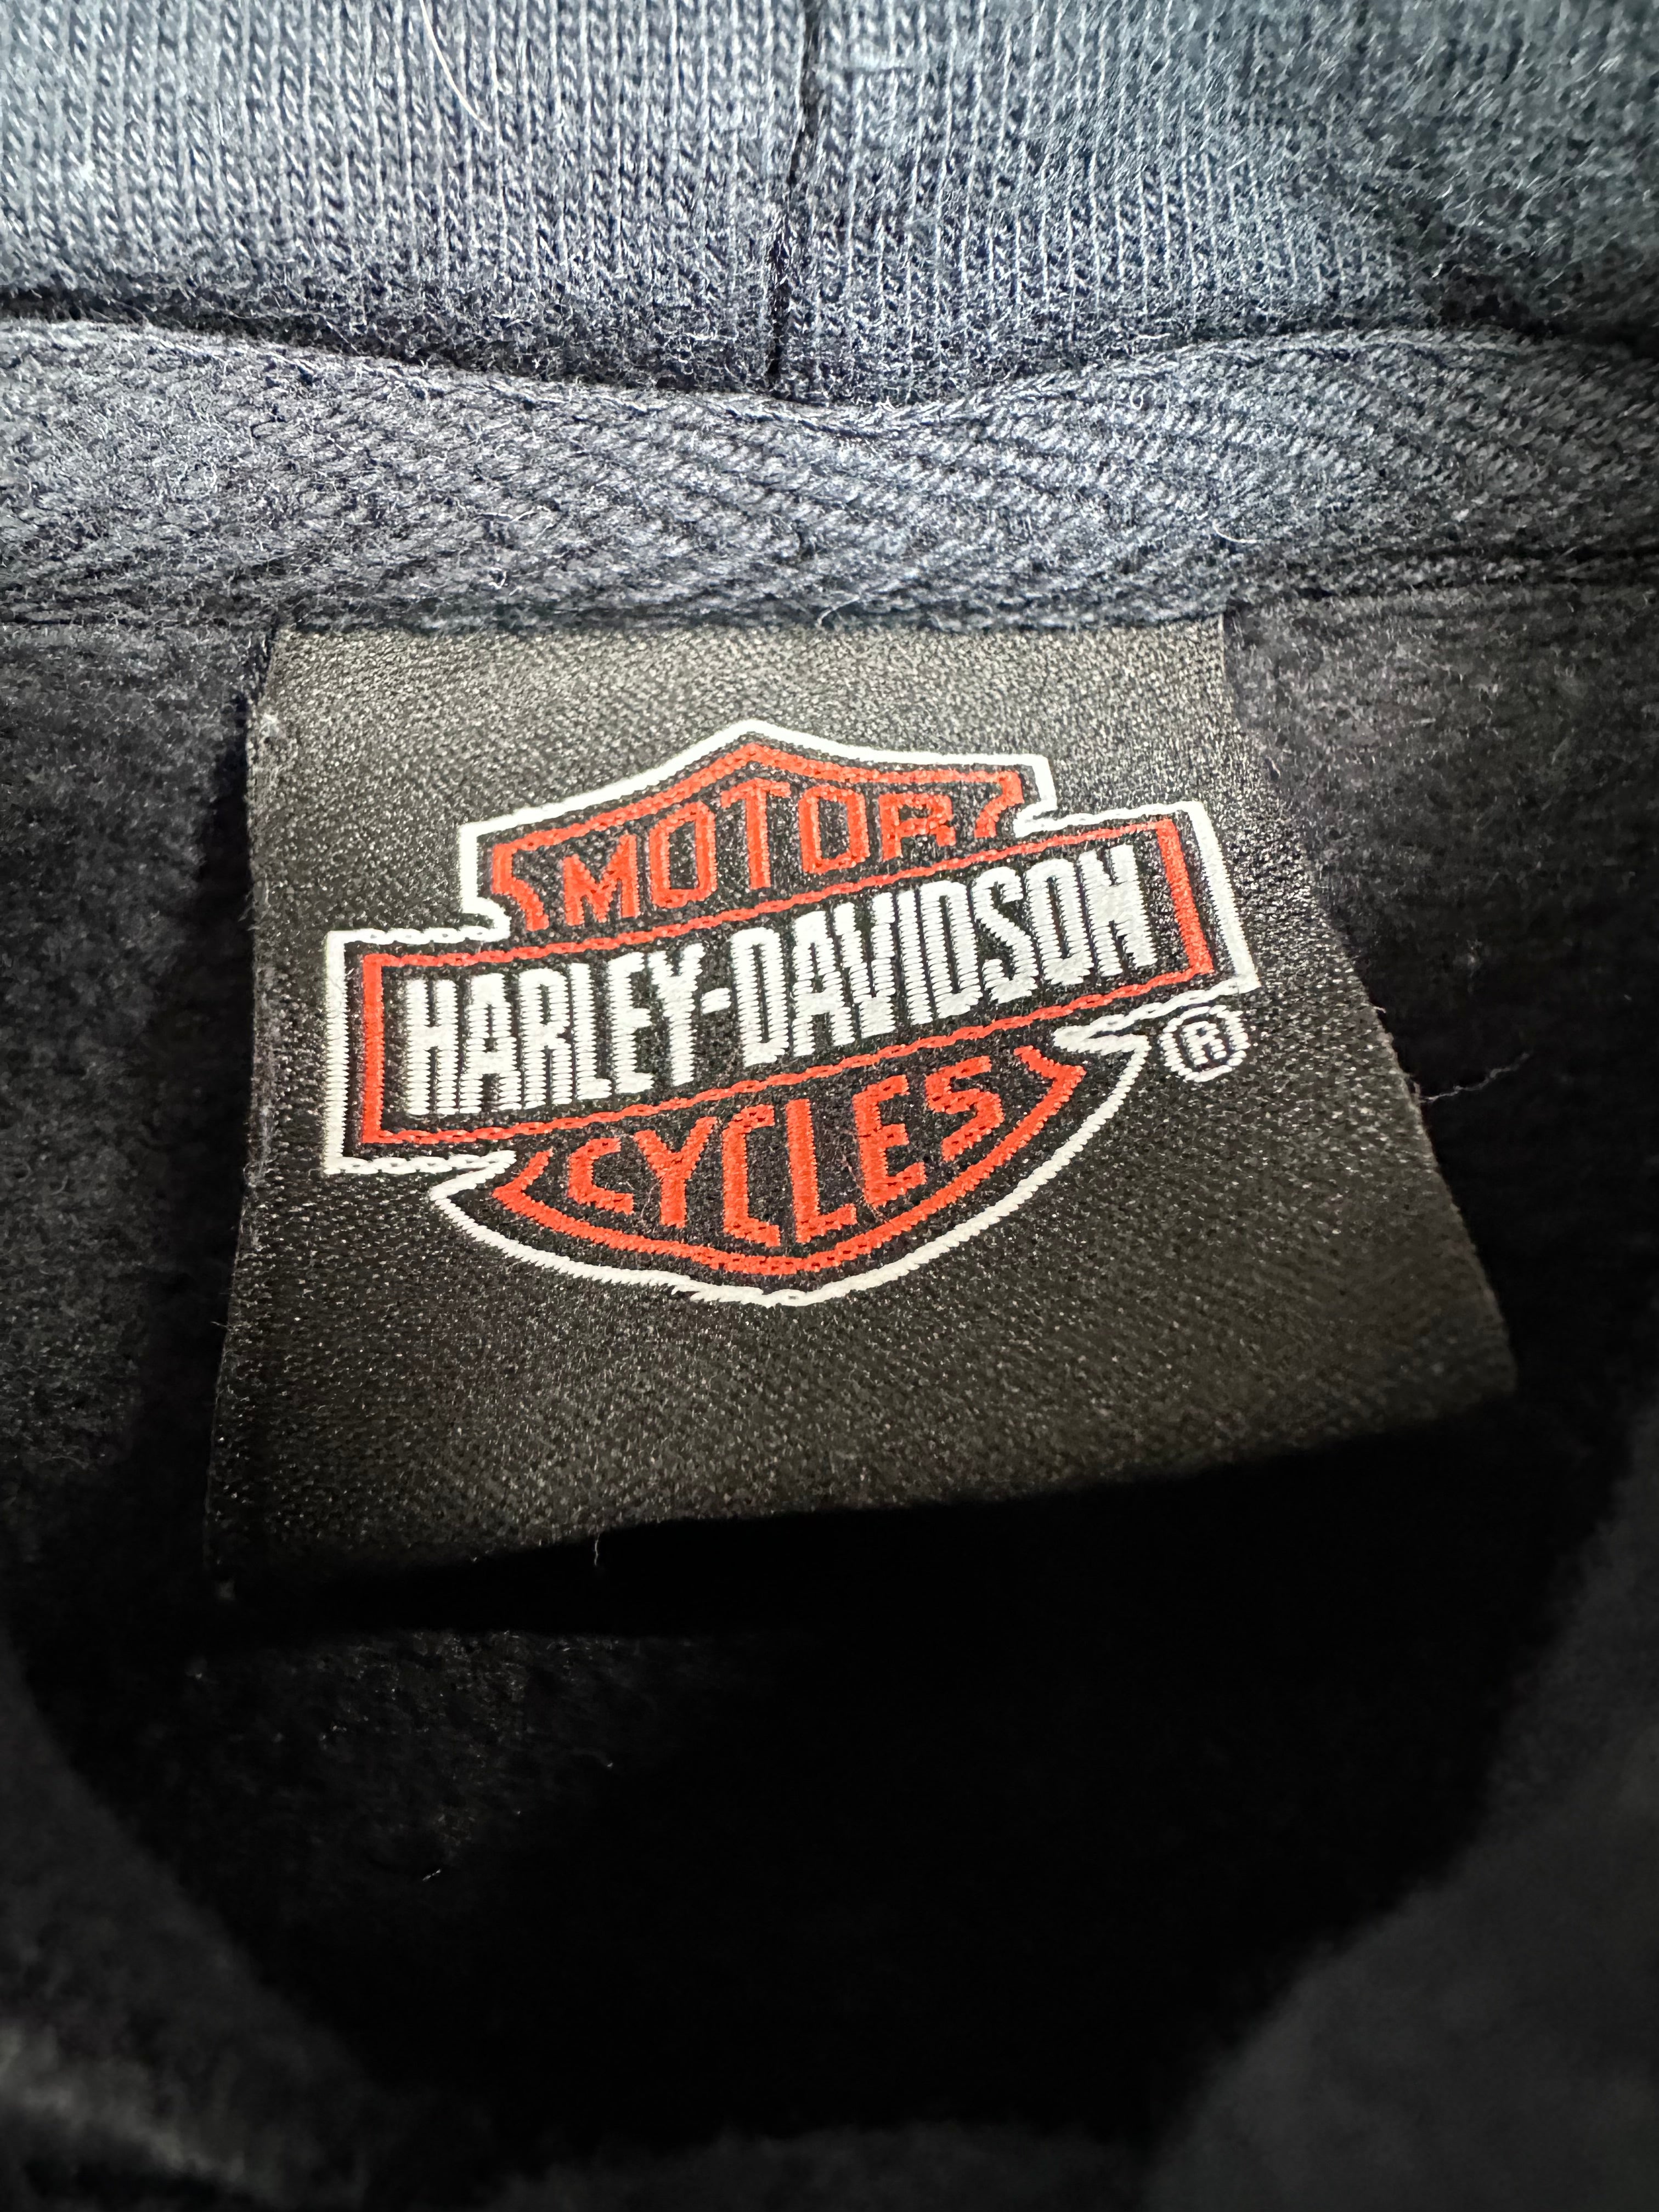 MOTOR
HARLEY-DAVIDSON
®
CYCLES